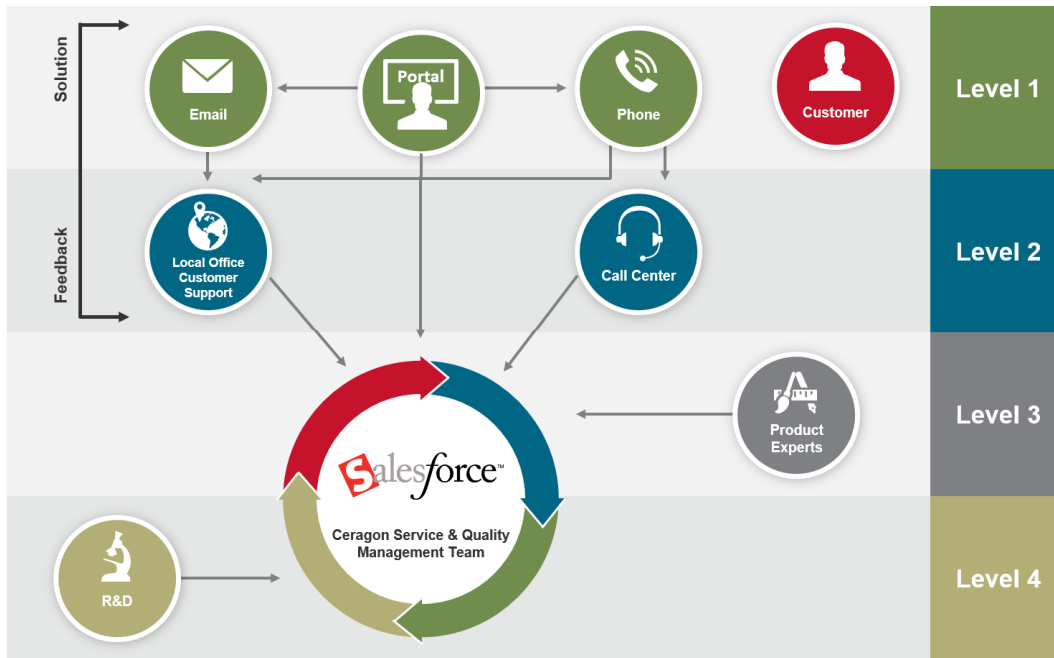 Solution
Feedback
Email
Portal
Phone
Customer
Level 1
Local Office
Customer
Support
Call Center
Level 2
Product
Experts
Level 3
Salesforce™
Ceragon Service & Quality
Management Team
R&D
Level 4